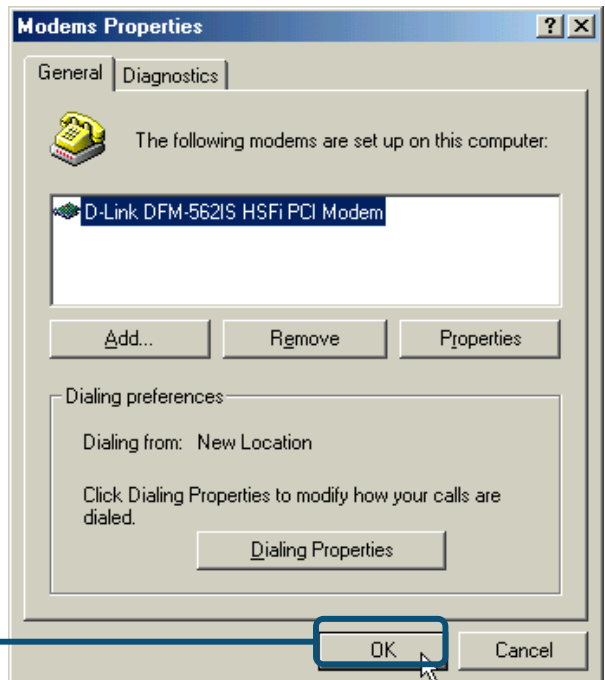 Modems Properties
General Diagnostics
The following modems are set up on this computer:
D-Link DFM-562IS HSFi PCI Modem
Add... Remove Properties
Dialing preferences
Dialing from: New Location
Click Dialing Properties to modify how your calls are
dialed.
Dialing Properties
OK Cancel